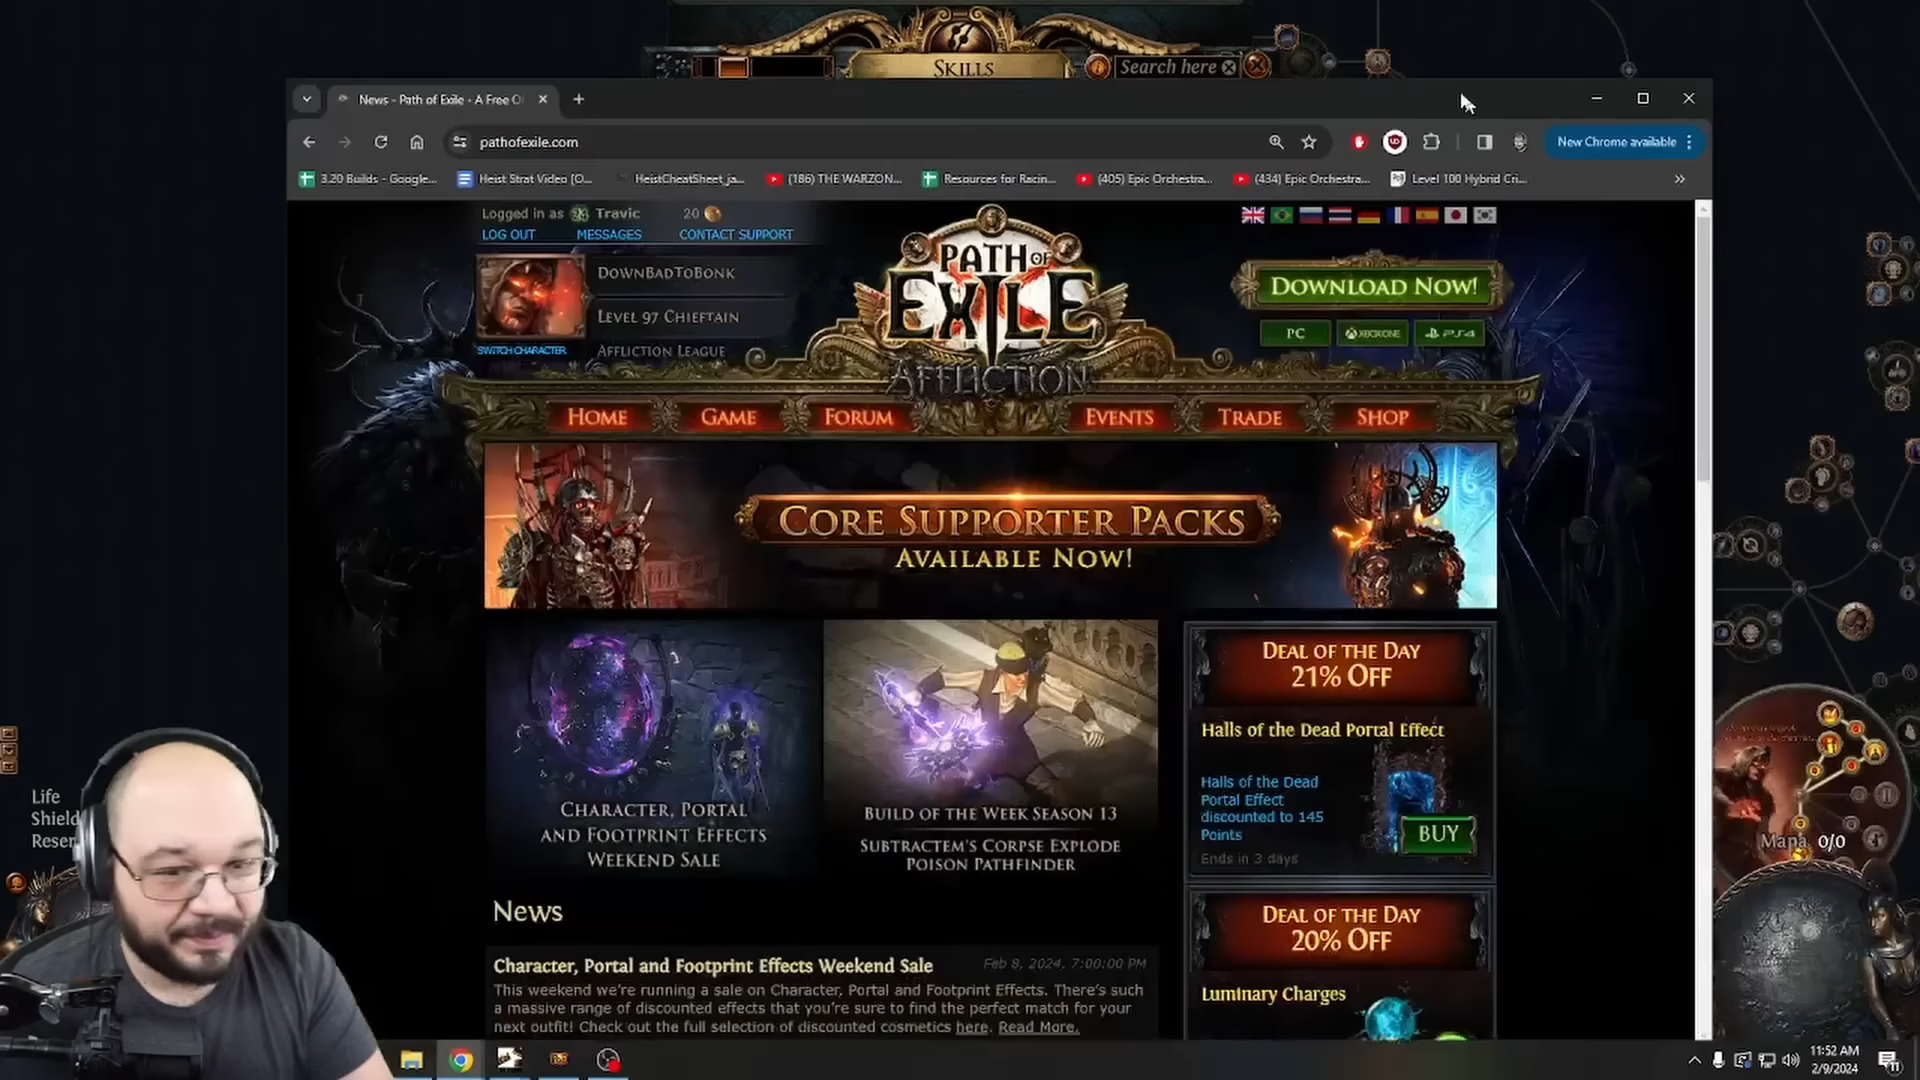 SKILLS
Search here
News - Path of Exile - A Free O
pathofexile.com
New Chrome available
3.20 Builds - Google...
Heist Strat Video [O...
HeistCheatSheet_ja...
(186) THE WARZON...
Resources for Racin...
(405) Epic Orchestra...
(434) Epic Orchestra...
Level 100 Hybrid Cri...
Logged in as Travic 20
LOG OUT MESSAGES CONTACT SUPPORT
DownBadToBonk
Level 97 Chieftain
Affliction League
SWITCH CHARACTER
PATH OF
EXILE
AFFLICTION
DOWNLOAD NOW!
PC
XBOX ONE
PS4
HOME
GAME
FORUM
EVENTS
TRADE
SHOP
CORE SUPPORTER PACKS
AVAILABLE NOW!
CHARACTER, PORTAL
AND FOOTPRINT EFFECTS
WEEKEND SALE
BUILD OF THE WEEK SEASON 13
SUBTRACTEM'S CORPSE EXPLODE
POISON PATHFINDER
DEAL OF THE DAY
21% OFF
Halls of the Dead Portal Effect
Halls of the Dead
Portal Effect
discounted to 145
Points
Ends in 3 days
BUY
DEAL OF THE DAY
20% OFF
Luminary Charges
News
Character, Portal and Footprint Effects Weekend Sale
Feb 8, 2024, 7:00:00 PM
This weekend we're running a sale on Character, Portal and Footprint Effects. There's such
a massive range of discounted effects that you're sure to find the perfect match for your
next outfit! Check out the full selection of discounted cosmetics here. Read More.
Life
Shield
Reser
Mana 0/0
11:52 AM
2/9/2024
11